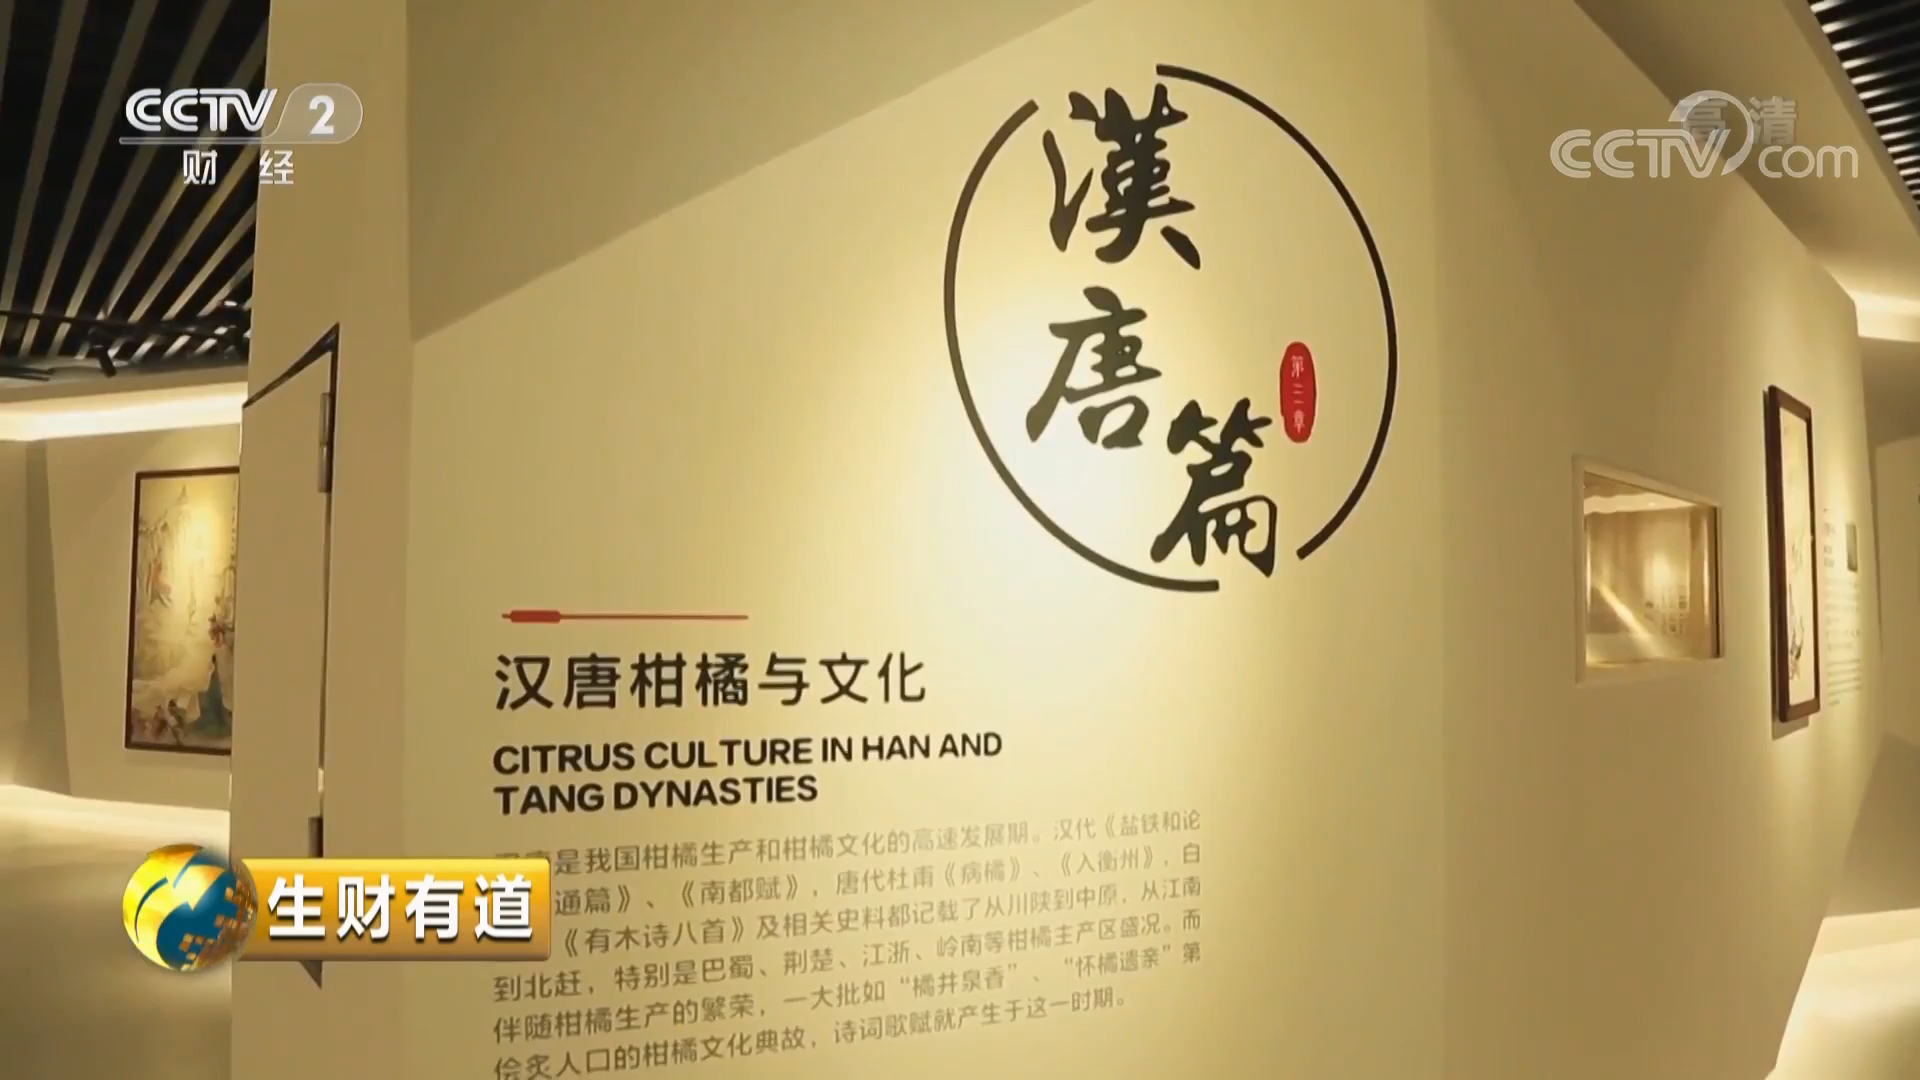 CCTV 2
财 经
高清
CCTV.com
漢
唐
篇
第三章
汉唐柑橘与文化
CITRUS CULTURE IN HAN AND
TANG DYNASTIES
是我国柑橘生产和柑橘文化的高速发展期。汉代《盐铁和论
通篇》、《南都赋》，唐代杜甫《病橘》、《入衡州》，自
《有木诗八首》及相关史料都记载了从川陕到中原，从江南
到北赶，特别是巴蜀、荆楚、江浙、岭南等柑橘主产区盛况。而
伴随柑橘生产的繁荣，一大批如“橘井泉香”、“怀橘遗亲”第
侩炙人口的柑橘文化典故，诗词歌赋就产生于这一时期。
生财有道